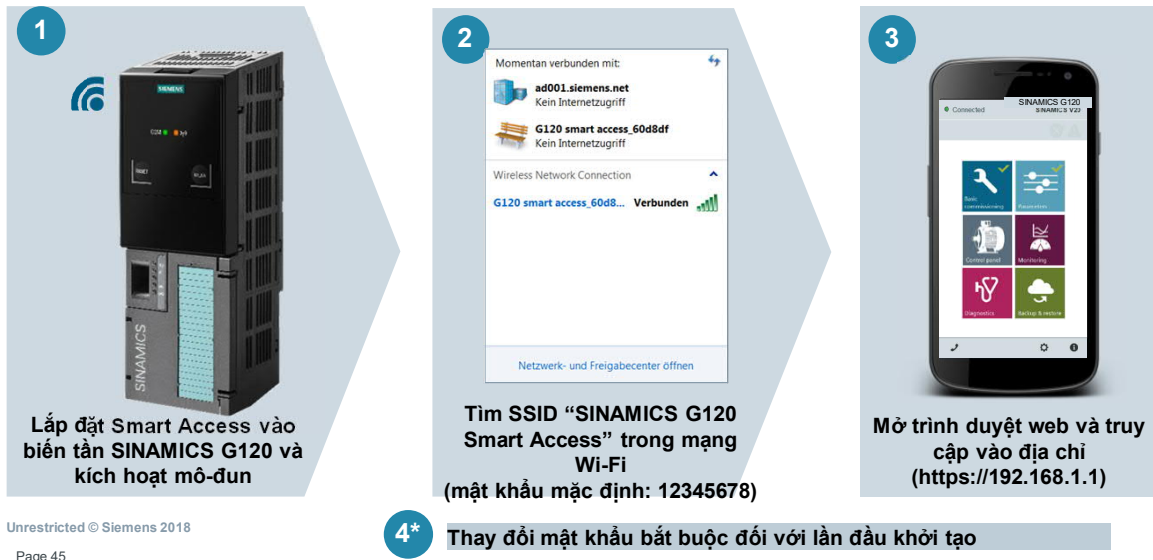 1
SIEMENS
SINAMICS
Lắp đặt Smart Access vào
biến tần SINAMICS G120 và
kích hoạt mô-đun
2
Momentan verbunden mit:
ad001.siemens.net
Kein Internetzugriff
G120 smart access_60d8df
Kein Internetzugriff
Wireless Network Connection
G120 smart access_60d8... Verbunden
Netzwerk- und Freigabecenter öffnen
Tìm SSID “SINAMICS G120
Smart Access” trong mạng
Wi-Fi
(mật khẩu mặc định: 12345678)
3
SINAMICS G120
Connected SINAMICS V20
Basic
commissioning
Parameters
Control panel
Monitoring
Diagnostics
Backup & restore
Mở trình duyệt web và truy
cập vào địa chỉ
(https://192.168.1.1)
4* Thay đổi mật khẩu bắt buộc đối với lần đầu khởi tạo
Unrestricted © Siemens 2018
Page 45